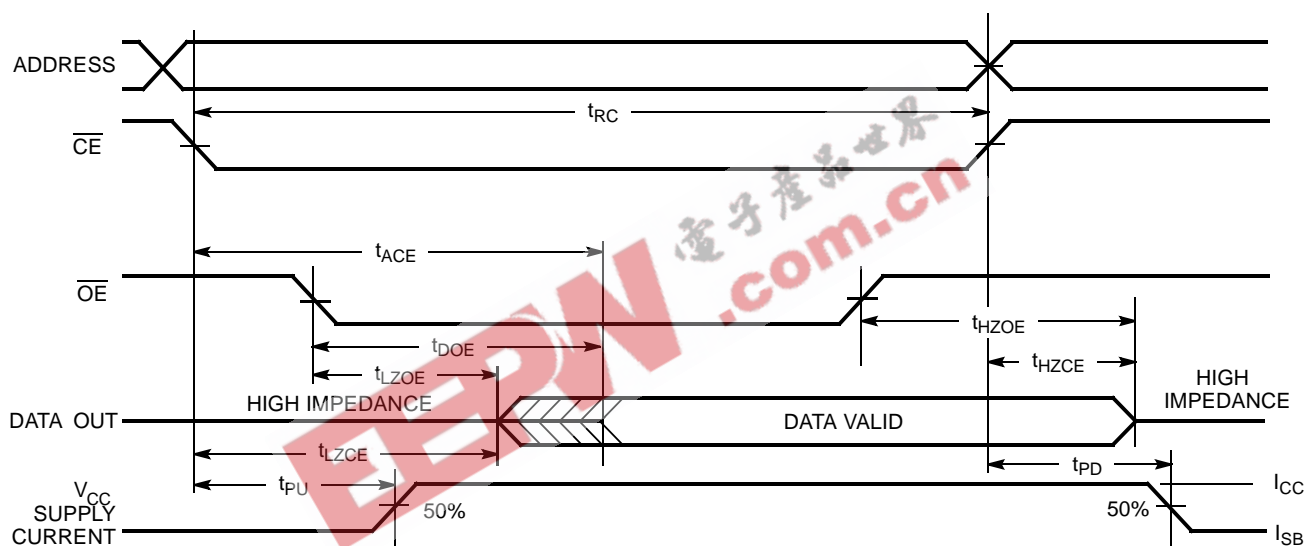 ADDRESS
tRC
CE
電子產品世界
.com.cn
tACE
OE
tHZOE
tDOE
tHZCE
tLZOE
HIGH IMPEDANCE
HIGH
IMPEDANCE
DATA OUT
DATA VALID
tLZCE
tPD
tPU
VCC
SUPPLY
CURRENT
50%
50%
ICC
ISB
EEPW